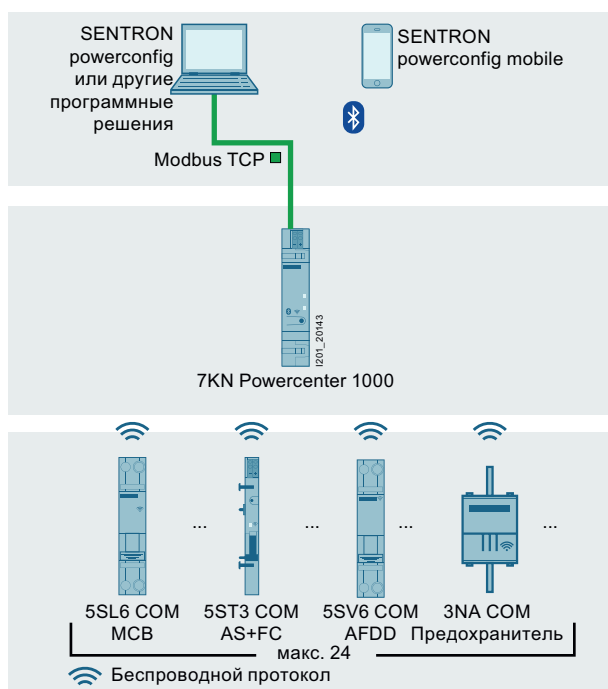 SENTRON
powerconfig
или другие
программные
решения
SENTRON
powerconfig mobile
Modbus TCP
I201_20143
7KN Powercenter 1000
... ... ... ...
5SL6 COM
MCB
5ST3 COM
AS+FC
5SV6 COM
AFDD
3NA COM
Предохранитель
макс. 24
Беспроводной протокол